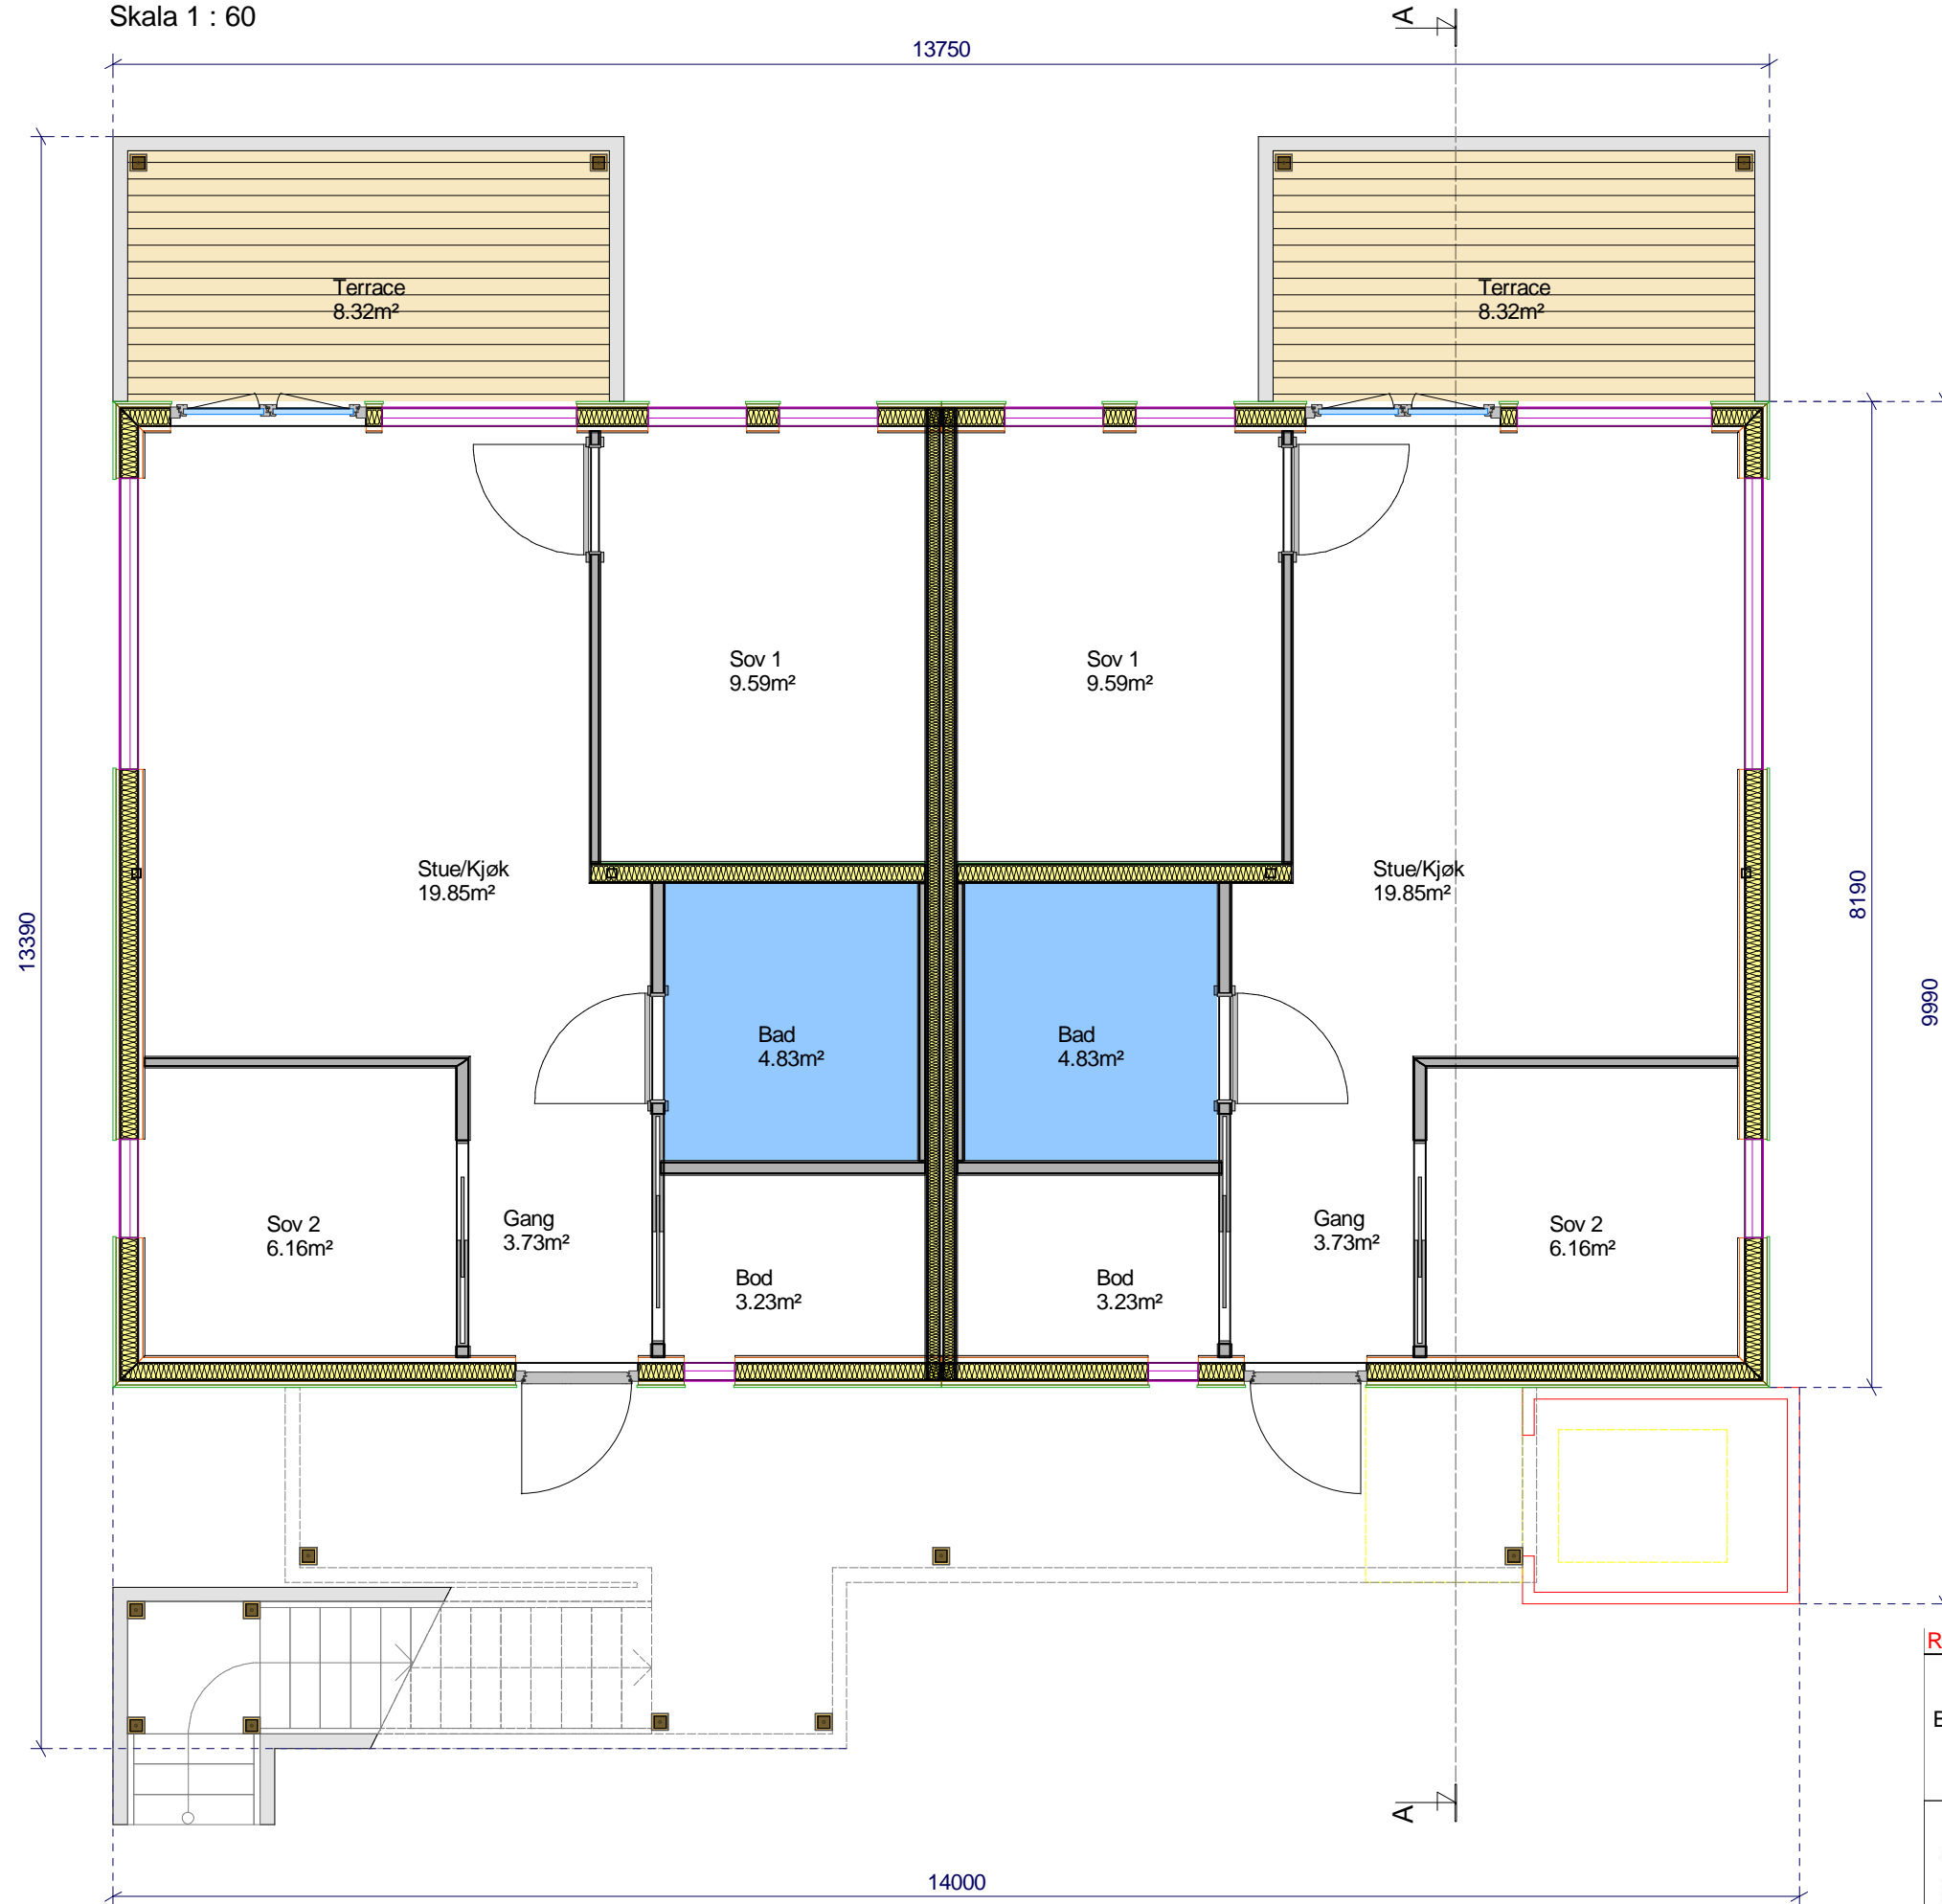 Skala 1 : 60
A
13750
Terrace
8.32m²
Terrace
8.32m²
Sov 1
9.59m²
Sov 1
9.59m²
Stue/Kjøk
19.85m²
Stue/Kjøk
19.85m²
13390
8190
9990
Bad
4.83m²
Bad
4.83m²
Sov 2
6.16m²
Gang
3.73m²
Gang
3.73m²
Sov 2
6.16m²
Bod
3.23m²
Bod
3.23m²
R
A
14000